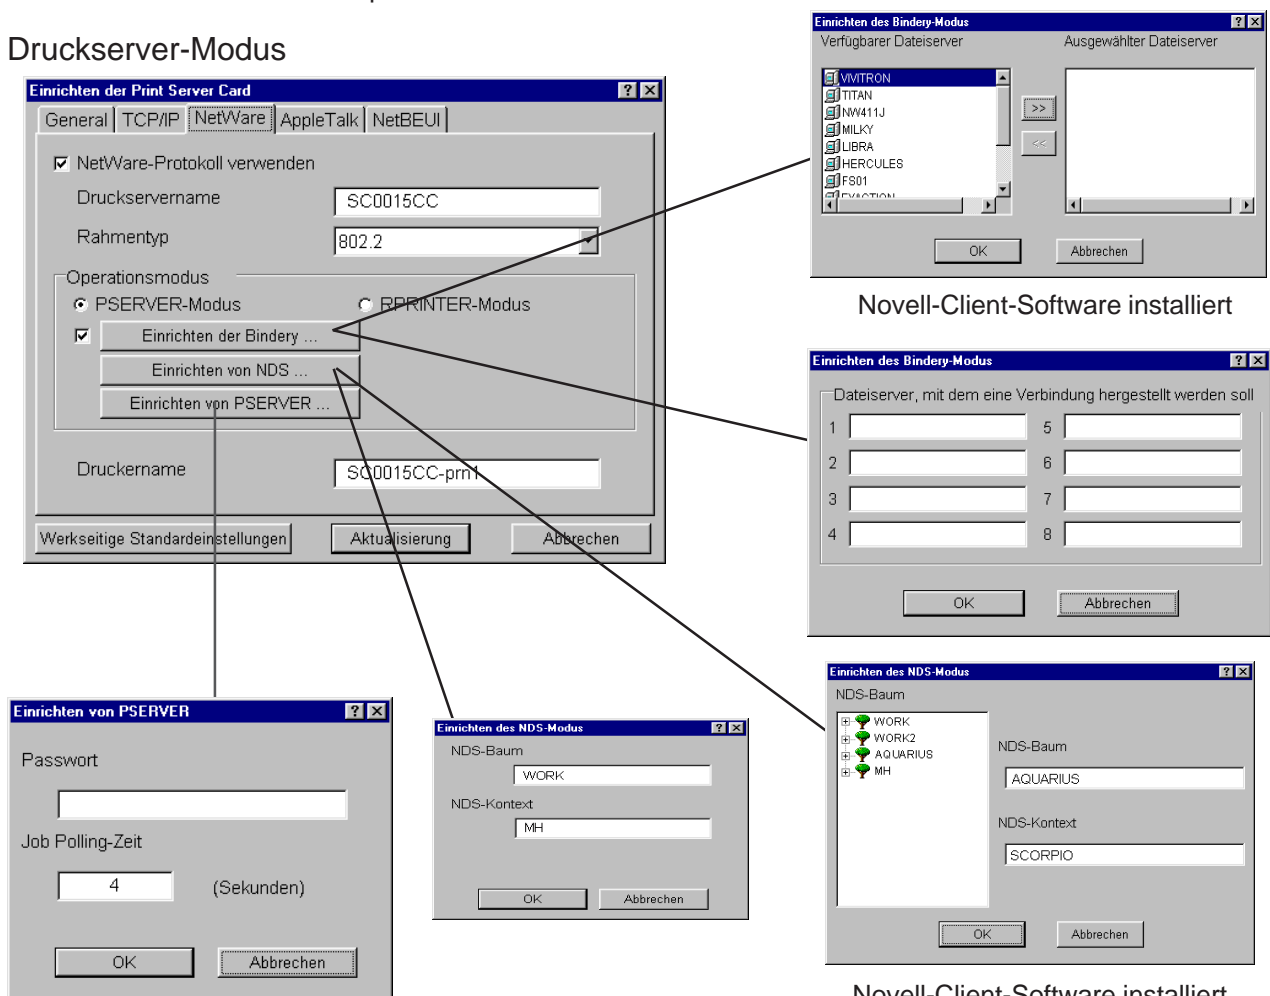 Druckserver-Modus
Einrichten der Print Server Card
General TCP/IP NetWare AppleTalk NetBEUI
NetWare-Protokoll verwenden
Druckservername SC0015CC
Rahmentyp 802.2
Operationsmodus
PSERVER-Modus RPRINTER-Modus
Einrichten der Bindery ...
Einrichten von NDS ...
Einrichten von PSERVER ...
Druckername SC0015CC-prn1
Werkseitige Standardeinstellungen Aktualisierung Abbrechen
Einrichten des Bindery-Modus
Verfügbarer Dateiserver Ausgewählter Dateiserver
VIVITRON
TITAN
NW411J
MILKY
LIBRA
HERCULES
FS01
>>
<<
OK Abbrechen
Novell-Client-Software installiert
Einrichten des Bindery-Modus
Dateiserver, mit dem eine Verbindung hergestellt werden soll
1 5
2 6
3 7
4 8
OK Abbrechen
Einrichten von PSERVER
Passwort
Job Polling-Zeit
4 (Sekunden)
OK Abbrechen
Einrichten des NDS-Modus
NDS-Baum
WORK
NDS-Kontext
MH
OK Abbrechen
Einrichten des NDS-Modus
NDS-Baum
WORK
WORK2
AQUARIUS
MH
NDS-Baum
AQUARIUS
NDS-Kontext
SCORPIO
OK Abbrechen
Novell-Client-Software installiert